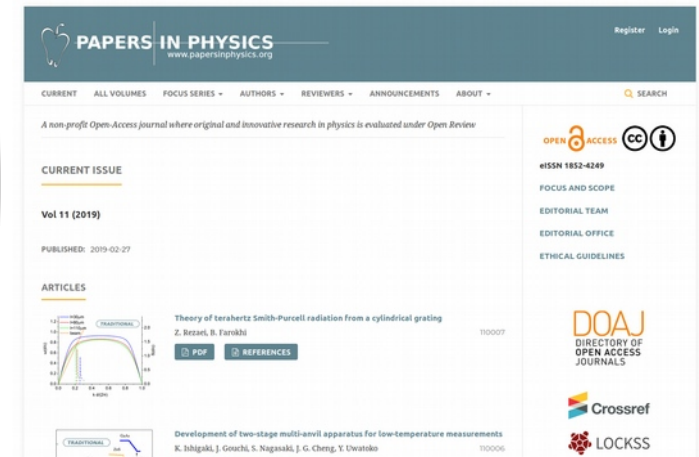 Register Login
PAPERS IN PHYSICS
www.papersinphysics.org
CURRENT ALL VOLUMES FOCUS SERIES AUTHORS REVIEWERS ANNOUNCEMENTS ABOUT SEARCH
A non-profit Open-Access journal where original and innovative research in physics is evaluated under Open Review
CURRENT ISSUE
Vol 11 (2019)
PUBLISHED: 2019-02-27
ARTICLES
TRADITIONAL
Theory of terahertz Smith-Purcell radiation from a cylindrical grating
Z. Rezaei, B. Farokhi
110007
PDF REFERENCES
TRADITIONAL
Development of two-stage multi-anvil apparatus for low-temperature measurements
K. Ishigaki, J. Gouchi, S. Nagasaki, J. G. Cheng, Y. Uwatoko
110006
OPEN ACCESS cc
eISSN 1852-4249
FOCUS AND SCOPE
EDITORIAL TEAM
EDITORIAL OFFICE
ETHICAL GUIDELINES
DOAJ
DIRECTORY OF
OPEN ACCESS
JOURNALS
Crossref
LOCKSS